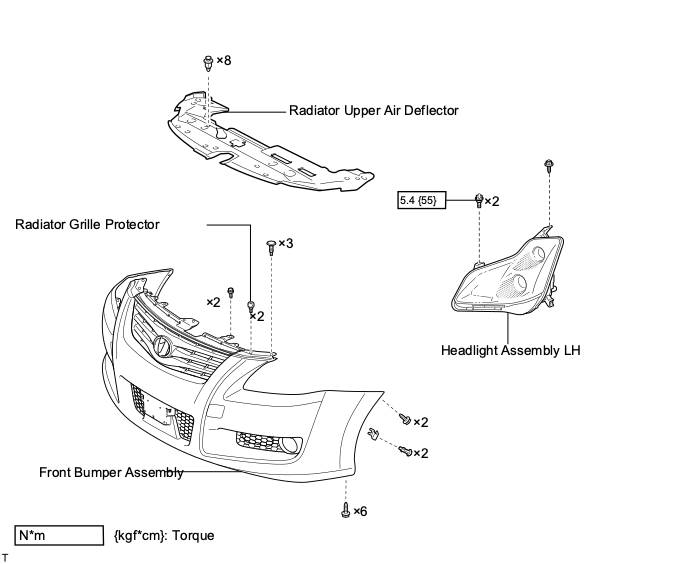 ×8
Radiator Upper Air Deflector
5.4 {55}
×2
Radiator Grille Protector
×3
×2
×2
Headlight Assembly LH
×2
×2
Front Bumper Assembly
×6
N*m
{kgf*cm}: Torque
T